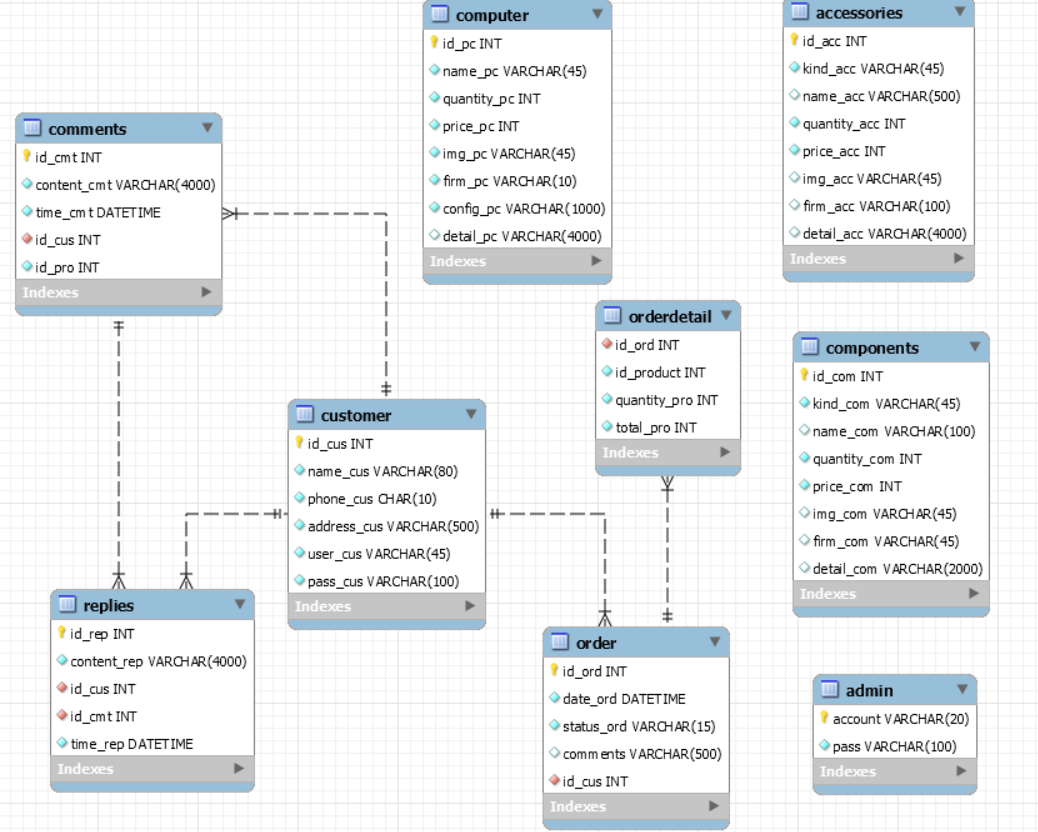 computer
id_pc INT
name_pc VARCHAR(45)
quantity_pc INT
price_pc INT
img_pc VARCHAR(45)
firm_pc VARCHAR(10)
config_pc VARCHAR(1000)
detail_pc VARCHAR(4000)
Indexes
accessories
id_acc INT
kind_acc VARCHAR(45)
name_acc VARCHAR(500)
quantity_acc INT
price_acc INT
img_acc VARCHAR(45)
firm_acc VARCHAR(100)
detail_acc VARCHAR(4000)
Indexes
comments
id_cmt INT
content_cmt VARCHAR(4000)
time_cmt DATETIME
id_cus INT
id_pro INT
Indexes
orderdetail
id_ord INT
id_product INT
quantity_pro INT
total_pro INT
Indexes
components
id_com INT
kind_com VARCHAR(45)
name_com VARCHAR(100)
quantity_com INT
price_com INT
img_com VARCHAR(45)
firm_com VARCHAR(45)
detail_com VARCHAR(2000)
Indexes
customer
id_cus INT
name_cus VARCHAR(80)
phone_cus CHAR(10)
address_cus VARCHAR(500)
user_cus VARCHAR(45)
pass_cus VARCHAR(100)
Indexes
replies
id_rep INT
content_rep VARCHAR(4000)
id_cus INT
id_cmt INT
time_rep DATETIME
Indexes
order
id_ord INT
date_ord DATETIME
status_ord VARCHAR(15)
comments VARCHAR(500)
id_cus INT
Indexes
admin
account VARCHAR(20)
pass VARCHAR(100)
Indexes